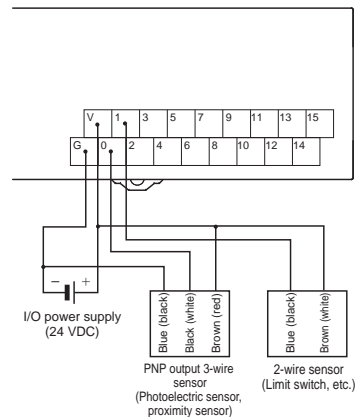 V 1 3 5 7 9 11 13 15
G 0 2 4 6 8 10 12 14
− +
I/O power supply
(24 VDC)
Blue (black)
Black (white)
Brown (red)
PNP output 3-wire
sensor
(Photoelectric sensor,
proximity sensor)
Blue (black)
Brown (white)
2-wire sensor
(Limit switch, etc.)